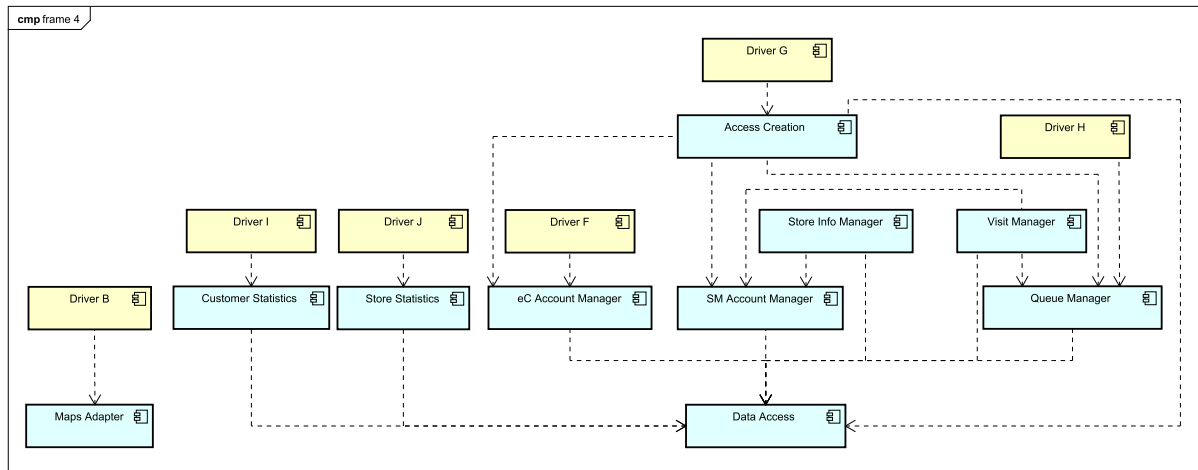 cmp frame 4
Driver G
Access Creation
Driver H
Driver I
Driver J
Driver F
Store Info Manager
Visit Manager
Driver B
Customer Statistics
Store Statistics
eC Account Manager
SM Account Manager
Queue Manager
Maps Adapter
Data Access